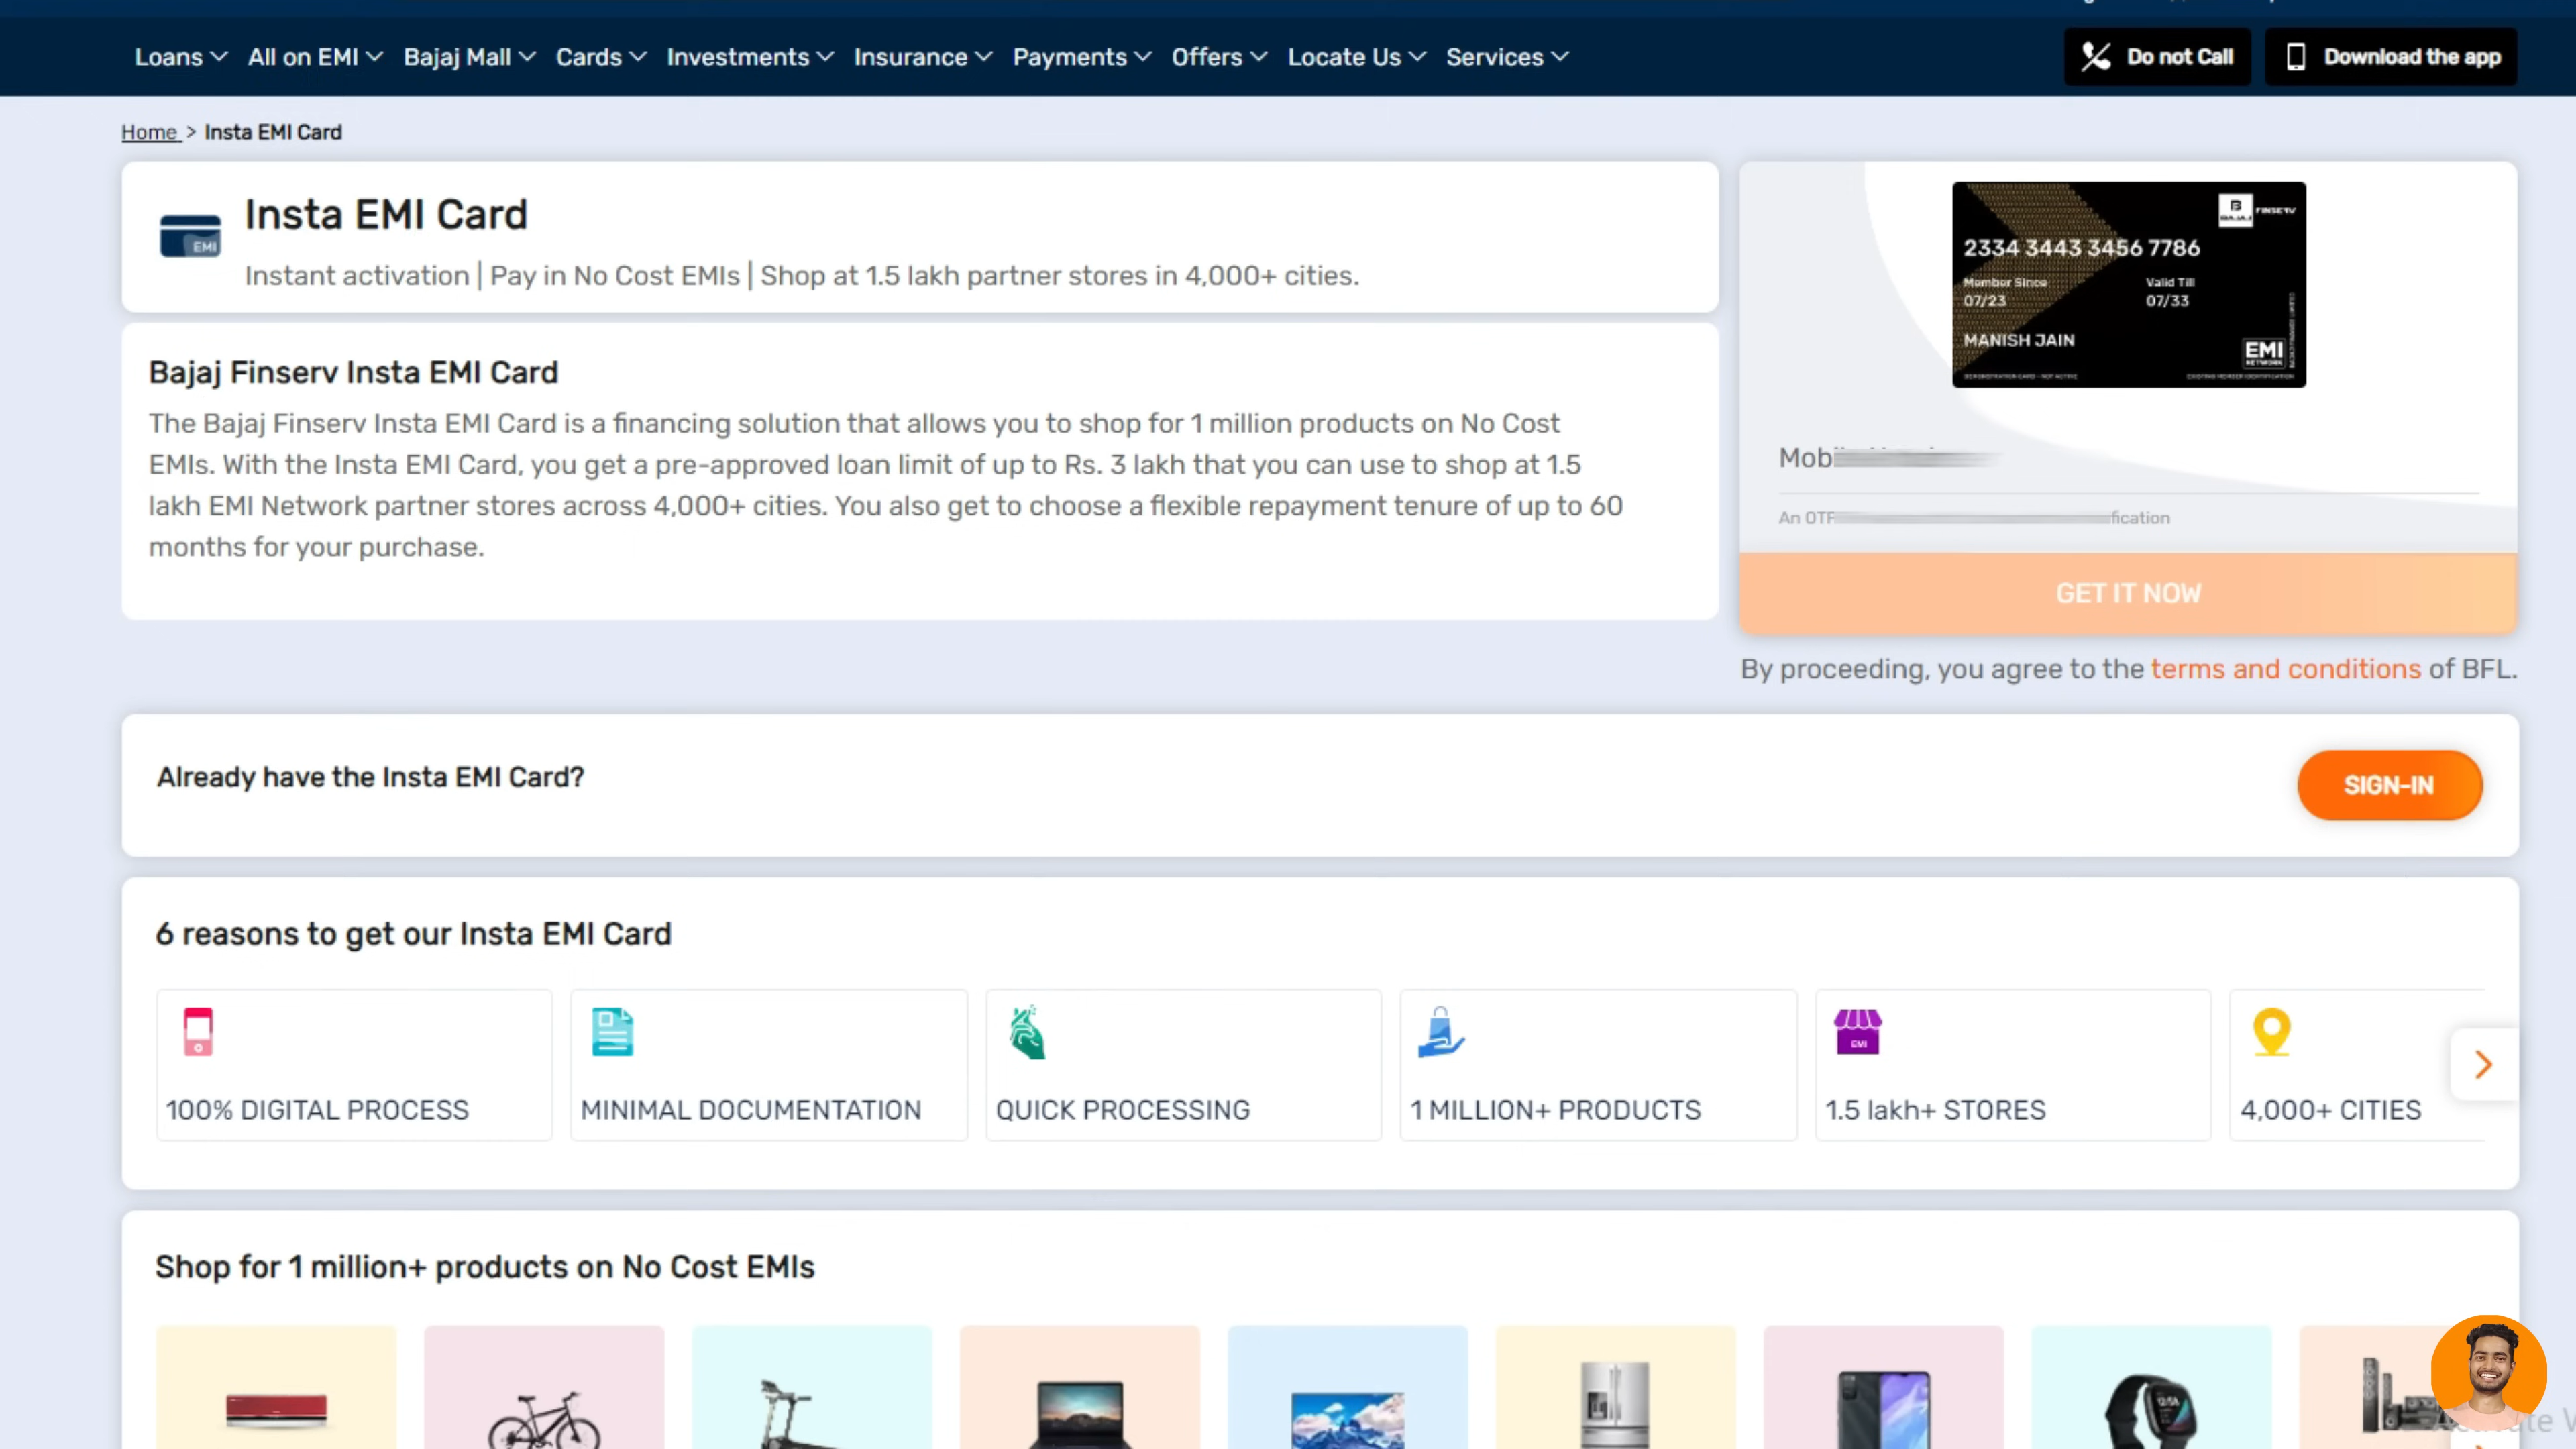 Loans All on EMI Bajaj Mall Cards Investments Insurance Payments Offers Locate Us Services Do not Call Download the app
Home > Insta EMI Card
Insta EMI Card
EMI
Instant activation | Pay in No Cost EMIs | Shop at 1.5 lakh partner stores in 4,000+ cities.
Bajaj Finserv Insta EMI Card
The Bajaj Finserv Insta EMI Card is a financing solution that allows you to shop for 1 million products on No Cost
EMIs. With the Insta EMI Card, you get a pre-approved loan limit of up to Rs. 3 lakh that you can use to shop at 1.5
lakh EMI Network partner stores across 4,000+ cities. You also get to choose a flexible repayment tenure of up to 60
months for your purchase.
B
BAJAJ FINSERV
2334 3443 3456 7786
Member Since Valid Till
07/23 07/33
MANISH JAIN
EMI
NETWORK
Mob
An OTP fication
GET IT NOW
By proceeding, you agree to the terms and conditions of BFL.
Already have the Insta EMI Card?
SIGN-IN
6 reasons to get our Insta EMI Card
EMI
100% DIGITAL PROCESS MINIMAL DOCUMENTATION QUICK PROCESSING 1 MILLION+ PRODUCTS 1.5 lakh+ STORES 4,000+ CITIES
Shop for 1 million+ products on No Cost EMIs